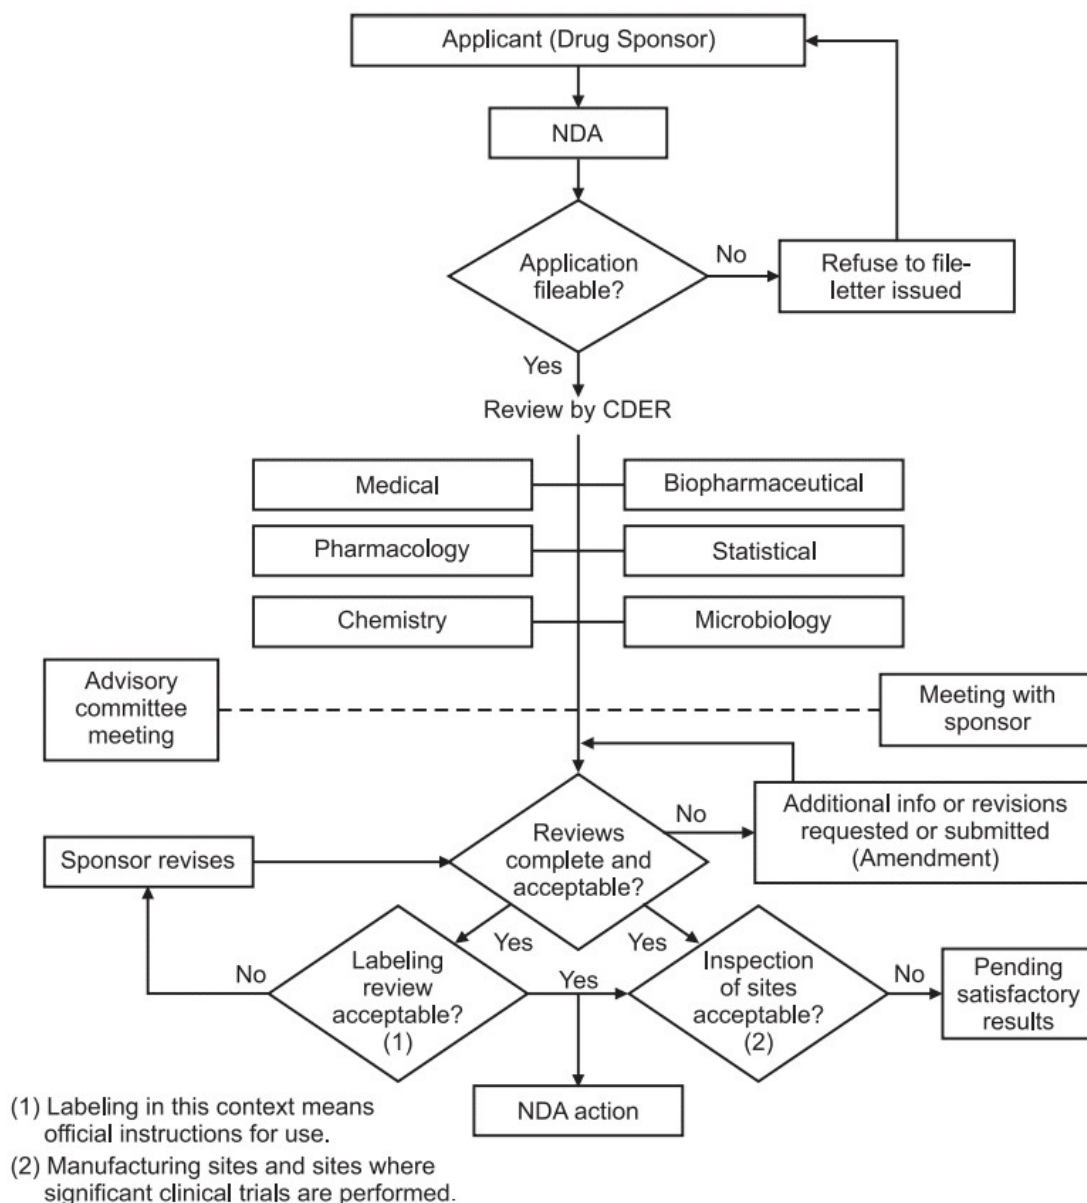 Applicant (Drug Sponsor)
NDA
Application
fileable?
No
Refuse to file-
letter issued
Yes
Review by CDER
Medical
Biopharmaceutical
Pharmacology
Statistical
Chemistry
Microbiology
Advisory
committee
meeting
Meeting with
sponsor
Reviews
complete and
acceptable?
No
Additional info or revisions
requested or submitted
(Amendment)
Sponsor revises
Yes
Yes
No
Labeling
review
acceptable?
(1)
Yes
Inspection
of sites
acceptable?
(2)
No
Pending
satisfactory
results
NDA action
(1) Labeling in this context means
official instructions for use.
(2) Manufacturing sites and sites where
significant clinical trials are performed.